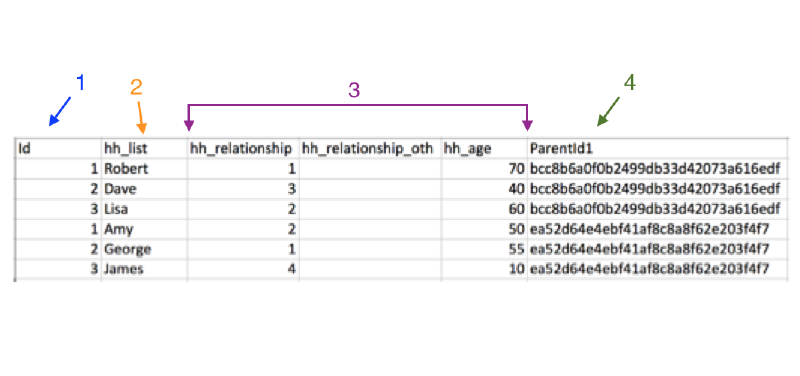 1 2 3 4
Id hh_list hh_relationship hh_relationship_oth hh_age ParentId1
1 Robert 1 70 bcc8b6a0f0b2499db33d42073a616edf
2 Dave 3 40 bcc8b6a0f0b2499db33d42073a616edf
3 Lisa 2 60 bcc8b6a0f0b2499db33d42073a616edf
1 Amy 2 50 ea52d64e4ebf41af8c8a8f62e203f4f7
2 George 1 55 ea52d64e4ebf41af8c8a8f62e203f4f7
3 James 4 10 ea52d64e4ebf41af8c8a8f62e203f4f7